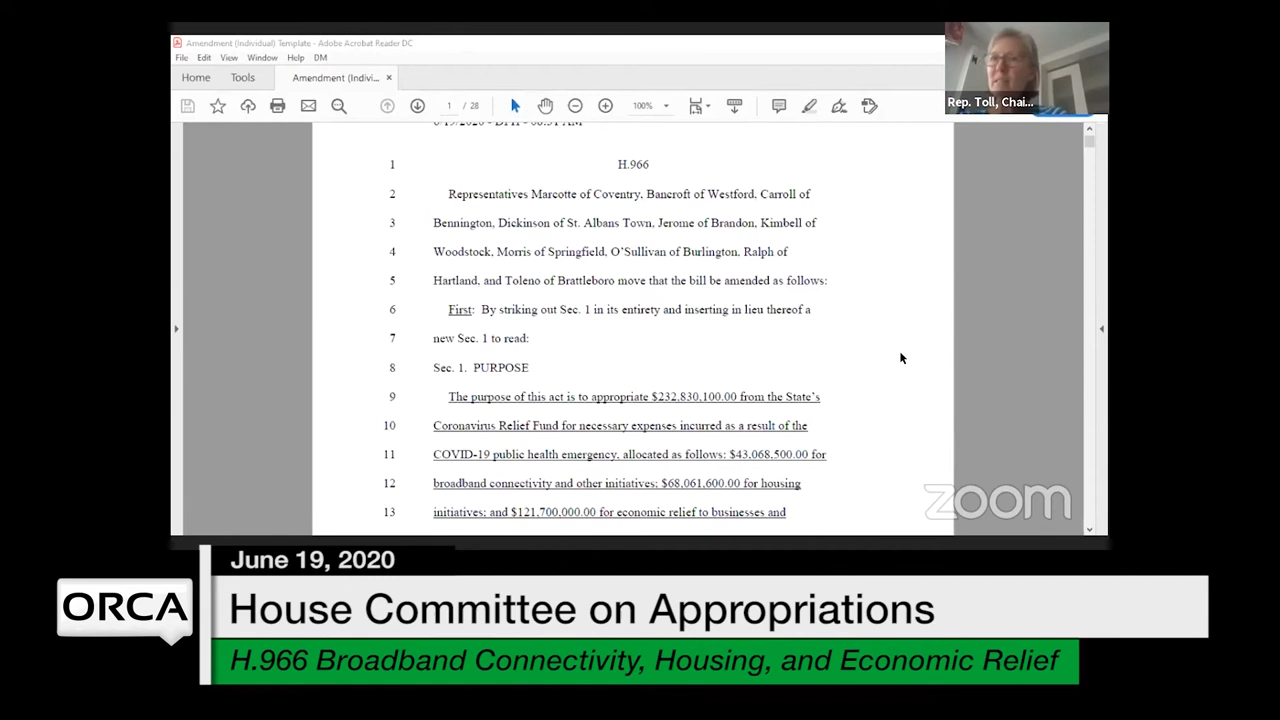 Amendment (Individual) Template - Adobe Acrobat Reader DC
File Edit View Window Help DM
Home Tools Amendment (Indivi... ×
1 / 28 100%
Rep. Toll, Chai...
1 H.966
2 Representatives Marcotte of Coventry, Bancroft of Westford, Carroll of
3 Bennington, Dickinson of St. Albans Town, Jerome of Brandon, Kimbell of
4 Woodstock, Morris of Springfield, O'Sullivan of Burlington, Ralph of
5 Hartland, and Toleno of Brattleboro move that the bill be amended as follows:
6 First: By striking out Sec. 1 in its entirety and inserting in lieu thereof a
7 new Sec. 1 to read:
8 Sec. 1. PURPOSE
9 The purpose of this act is to appropriate $232,830,100.00 from the State's
10 Coronavirus Relief Fund for necessary expenses incurred as a result of the
11 COVID-19 public health emergency, allocated as follows: $43,068,500.00 for
12 broadband connectivity and other initiatives; $68,061,600.00 for housing
13 initiatives; and $121,700,000.00 for economic relief to businesses and
zoom
June 19, 2020
ORCA
House Committee on Appropriations
H.966 Broadband Connectivity, Housing, and Economic Relief